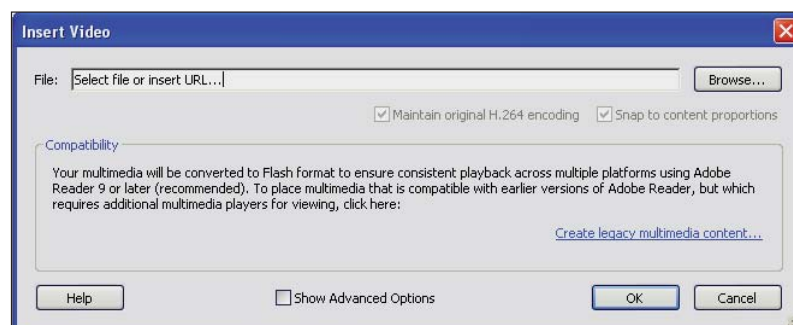 Insert Video
File: Select file or insert URL... Browse...
Maintain original H.264 encoding Snap to content proportions
Compatibility
Your multimedia will be converted to Flash format to ensure consistent playback across multiple platforms using Adobe
Reader 9 or later (recommended). To place multimedia that is compatible with earlier versions of Adobe Reader, but which
requires additional multimedia players for viewing, click here:
Create legacy multimedia content...
Help Show Advanced Options OK Cancel